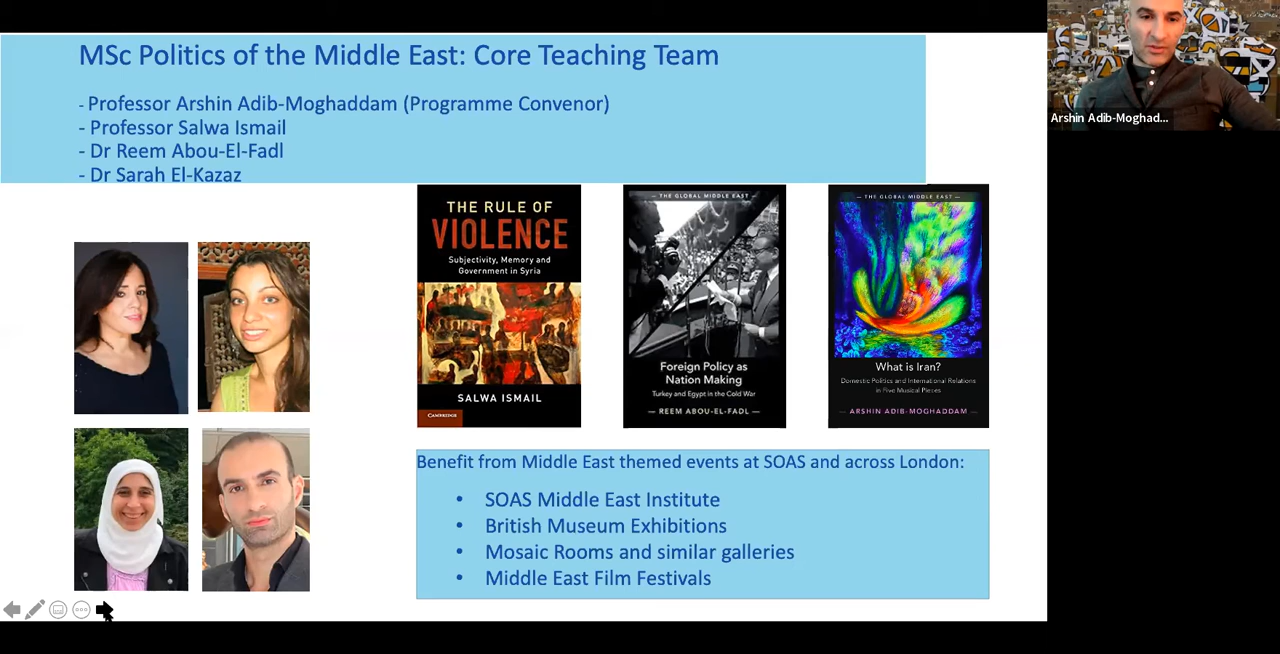 MSc Politics of the Middle East: Core Teaching Team
- Professor Arshin Adib-Moghaddam (Programme Convenor)
- Professor Salwa Ismail
- Dr Reem Abou-El-Fadl
- Dr Sarah El-Kazaz
Arshin Adib-Moghad...
THE RULE OF
VIOLENCE
Subjectivity, Memory and
Government in Syria
SALWA ISMAIL
CAMBRIDGE
— THE GLOBAL MIDDLE EAST —
Foreign Policy as
Nation Making
Turkey and Egypt in the Cold War
— REEM ABOU-EL-FADL —
— THE GLOBAL MIDDLE EAST —
What is Iran?
Domestic Politics and International Relations
in Five Musical Pieces
— ARSHIN ADIB-MOGHADDAM —
Benefit from Middle East themed events at SOAS and across London:
• SOAS Middle East Institute
• British Museum Exhibitions
• Mosaic Rooms and similar galleries
• Middle East Film Festivals